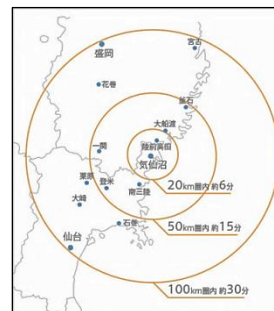 宮古
盛岡
花巻
釜石
大船渡
陸前高田
一関
気仙沼
栗原
登米
南三陸
20km圏内 約6分
大崎
石巻
50km圏内 約15分
仙台
100km圏内 約30分